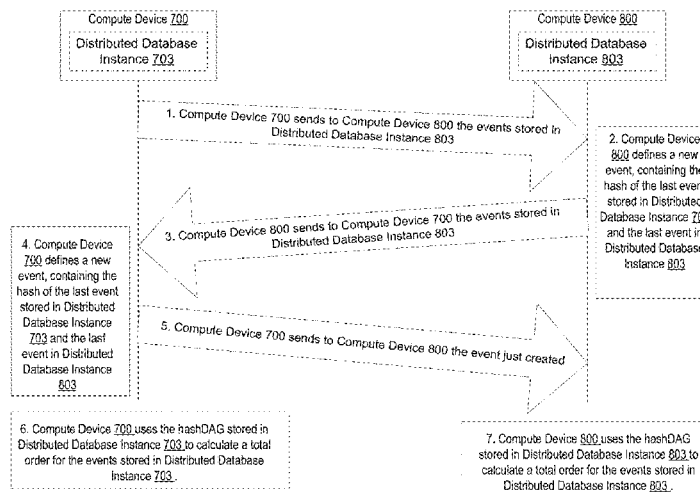 Compute Device 700
Distributed Database
Instance 703
Compute Device 800
Distributed Database
Instance 803
1. Compute Device 700 sends to Compute Device 800 the events stored in
Distributed Database Instance 803
2. Compute Device
800 defines a new
event, containing the
hash of the last even
stored in Distributed
Database Instance
and the last event in
Distributed Database
Instance 803
3. Compute Device 800 sends to Compute Device 700 the events stored in
Distributed Database Instance 803
4. Compute Device
700 defines a new
event, containing the
hash of the last event
stored in Distributed
Database Instance
703 and the last
event in Distributed
Database Instance
803
5. Compute Device 700 sends to Compute Device 800 the event just created
6. Compute Device 700 uses the hashDAG stored in
Distributed Database Instance 703 to calculate a total
order for the events stored in Distributed Database
Instance 703 .
7. Compute Device 800 uses the hashDAG
stored in Distributed Database Instance 803 to
calculate a total order for the events stored in
Distributed Database Instance 803 .